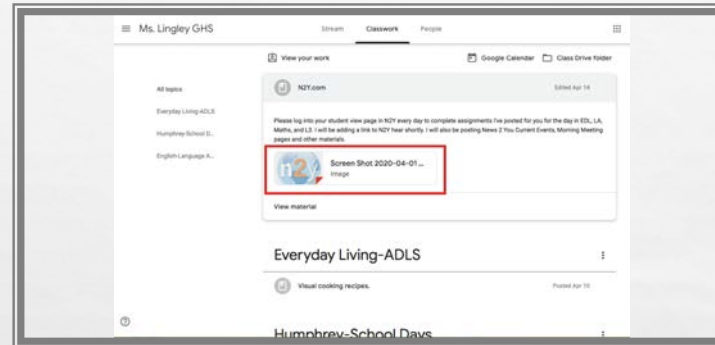 Ms. Lingley GHS
Stream Classwork People
View your work
Google Calendar Class Drive folder
All topics
Everyday Living-ADLS
Humphrey-School D...
English-Language A...
N2Y.com
Edited Apr 14
Please log into your student view page in N2Y every day to complete assignments I've posted for you for the day in EDL, LA,
Maths, and L3. I will be adding a link to N2Y hear shortly. I will also be posting News 2 You Current Events, Morning Meeting
pages and other materials.
n2y
Screen Shot 2020-04-01 ...
Image
View material
Everyday Living-ADLS
Visual cooking recipes.
Posted Apr 10
Humphrey-School Days